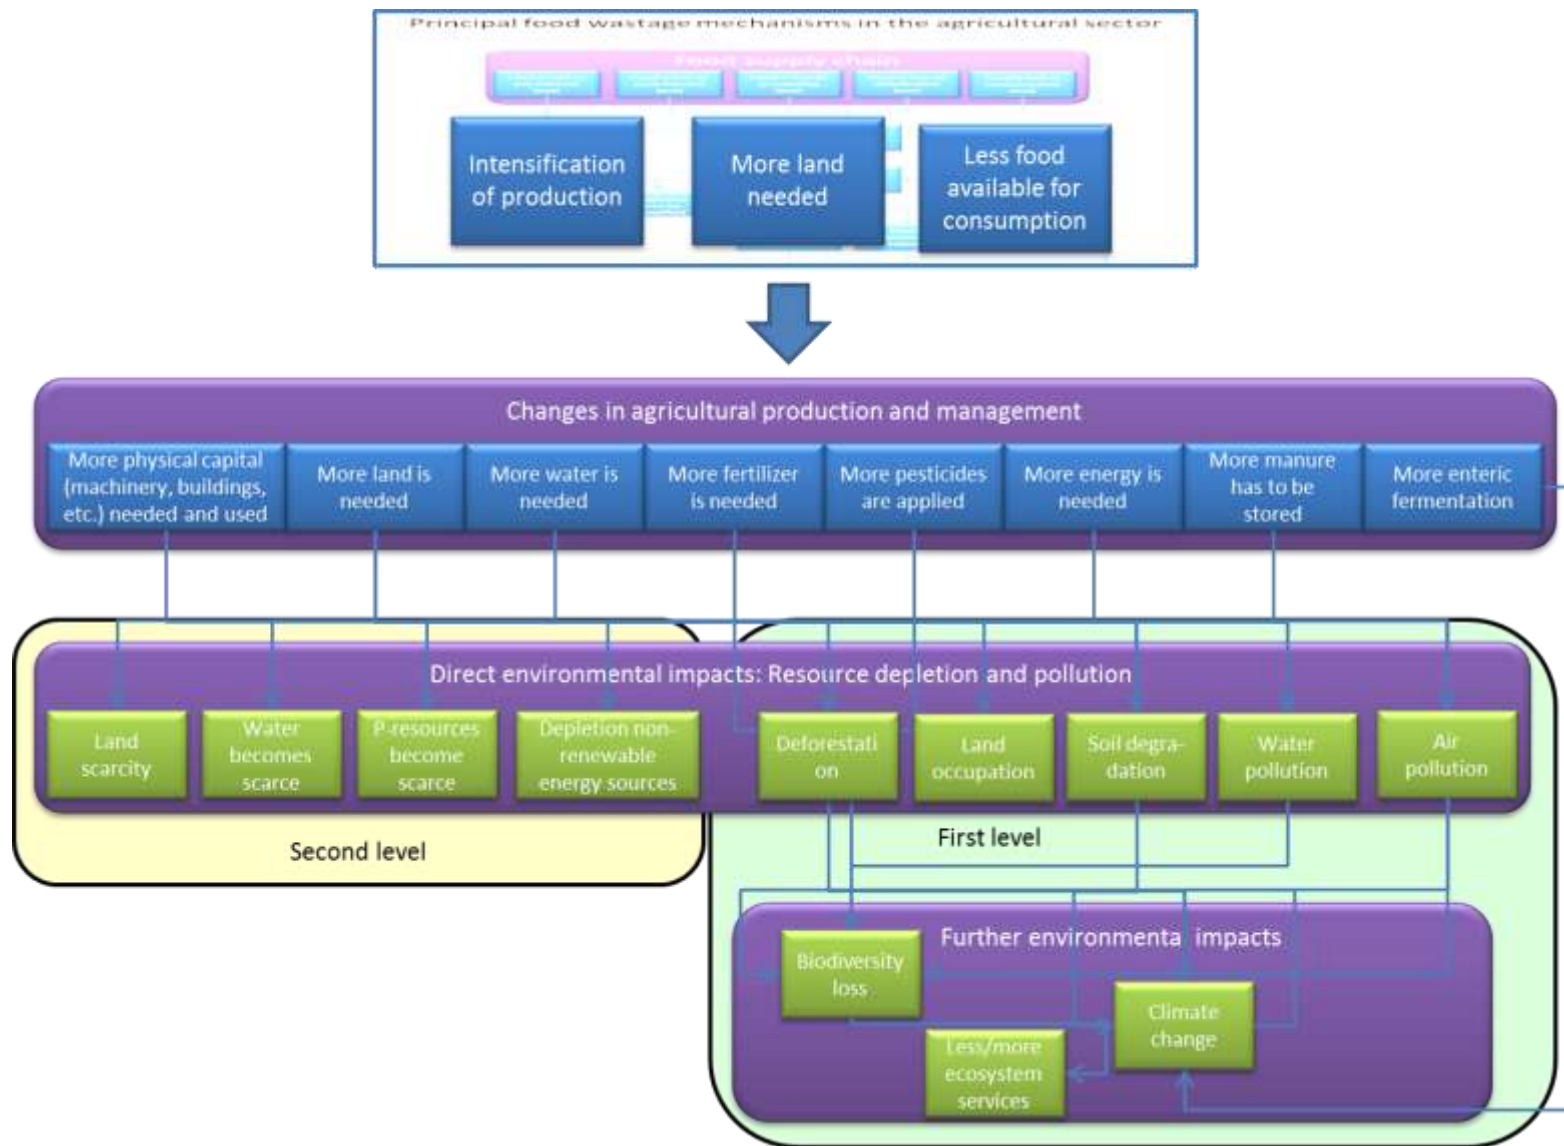 Principal food wastage mechanisms in the agricultural sector
Food supply chain
Intensification
of production
More land
needed
Less food
available for
consumption
Changes in agricultural production and management
More physical capital
(machinery, buildings,
etc.) needed and used
More land is
needed
More water is
needed
More fertilizer
is needed
More pesticides
are applied
More energy is
needed
More manure
has to be
stored
More enteric
fermentation
Direct environmental impacts: Resource depletion and pollution
Land
scarcity
Water
becomes
scarce
P-resources
become
scarce
Depletion non-
renewable
energy sources
Deforestati
on
Land
occupation
Soil degra-
dation
Water
pollution
Air
pollution
Second level
First level
Further environmental impacts
Biodiversity
loss
Climate
change
Less/more
ecosystem
services